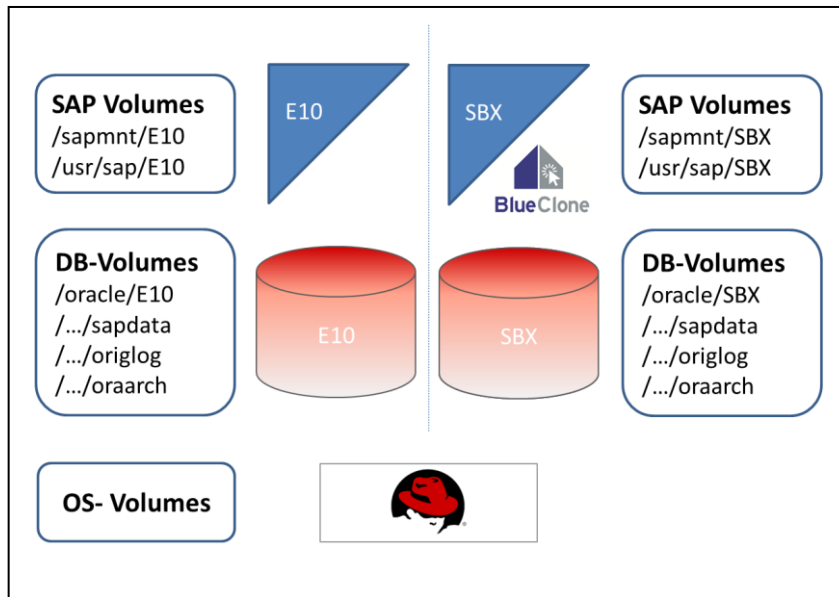 SAP Volumes
/sapmnt/E10
/usr/sap/E10
E10
SBX
BlueClone
SAP Volumes
/sapmnt/SBX
/usr/sap/SBX
DB-Volumes
/oracle/E10
/.../sapdata
/.../origlog
/.../oraarch
E10
SBX
DB-Volumes
/oracle/SBX
/.../sapdata
/.../origlog
/.../oraarch
OS- Volumes